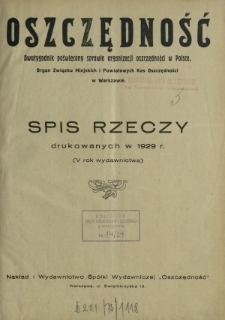 OSZCZĘDNOŚĆ
Dwutygodnik poświęcony sprawie organizacji oszczędności w Polsce.
Organ Związku Miejskich i Powiatowych Kas Oszczędności
w Warszawie.
SPIS RZECZY
drukowanych w 1929 r.
(V rok wydawnictwa)
Nakład i Wydawnictwo Spółki Wydawniczej „Oszczędność"
Warszawa, ul. Świętokrzyska 15.